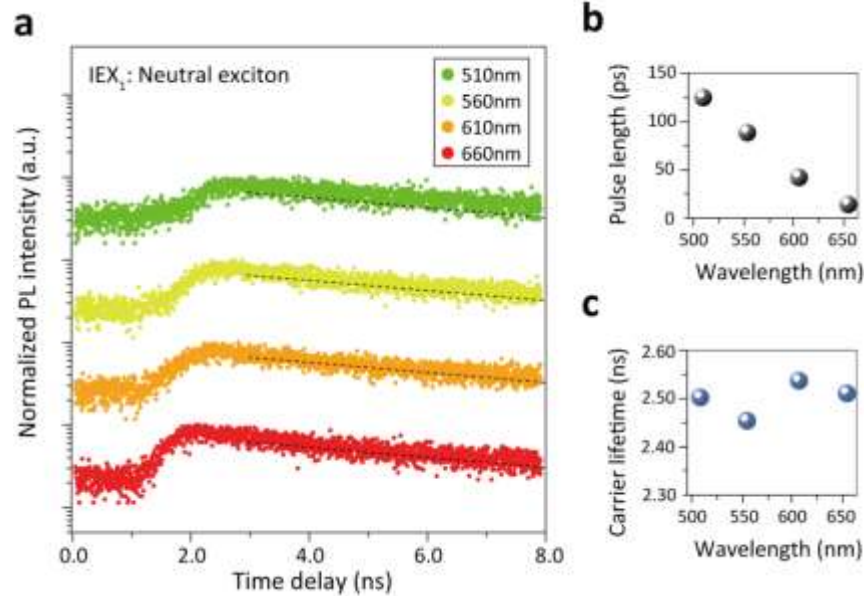 a
IEX₁: Neutral exciton
510nm
560nm
610nm
660nm
Normalized PL intensity (a.u.)
0.0 2.0 4.0 6.0 8.0
Time delay (ns)
b
150
100
50
0
Pulse length (ps)
500 550 600 650
Wavelength (nm)
c
2.60
2.50
2.40
2.30
Carrier lifetime (ns)
500 550 600 650
Wavelength (nm)